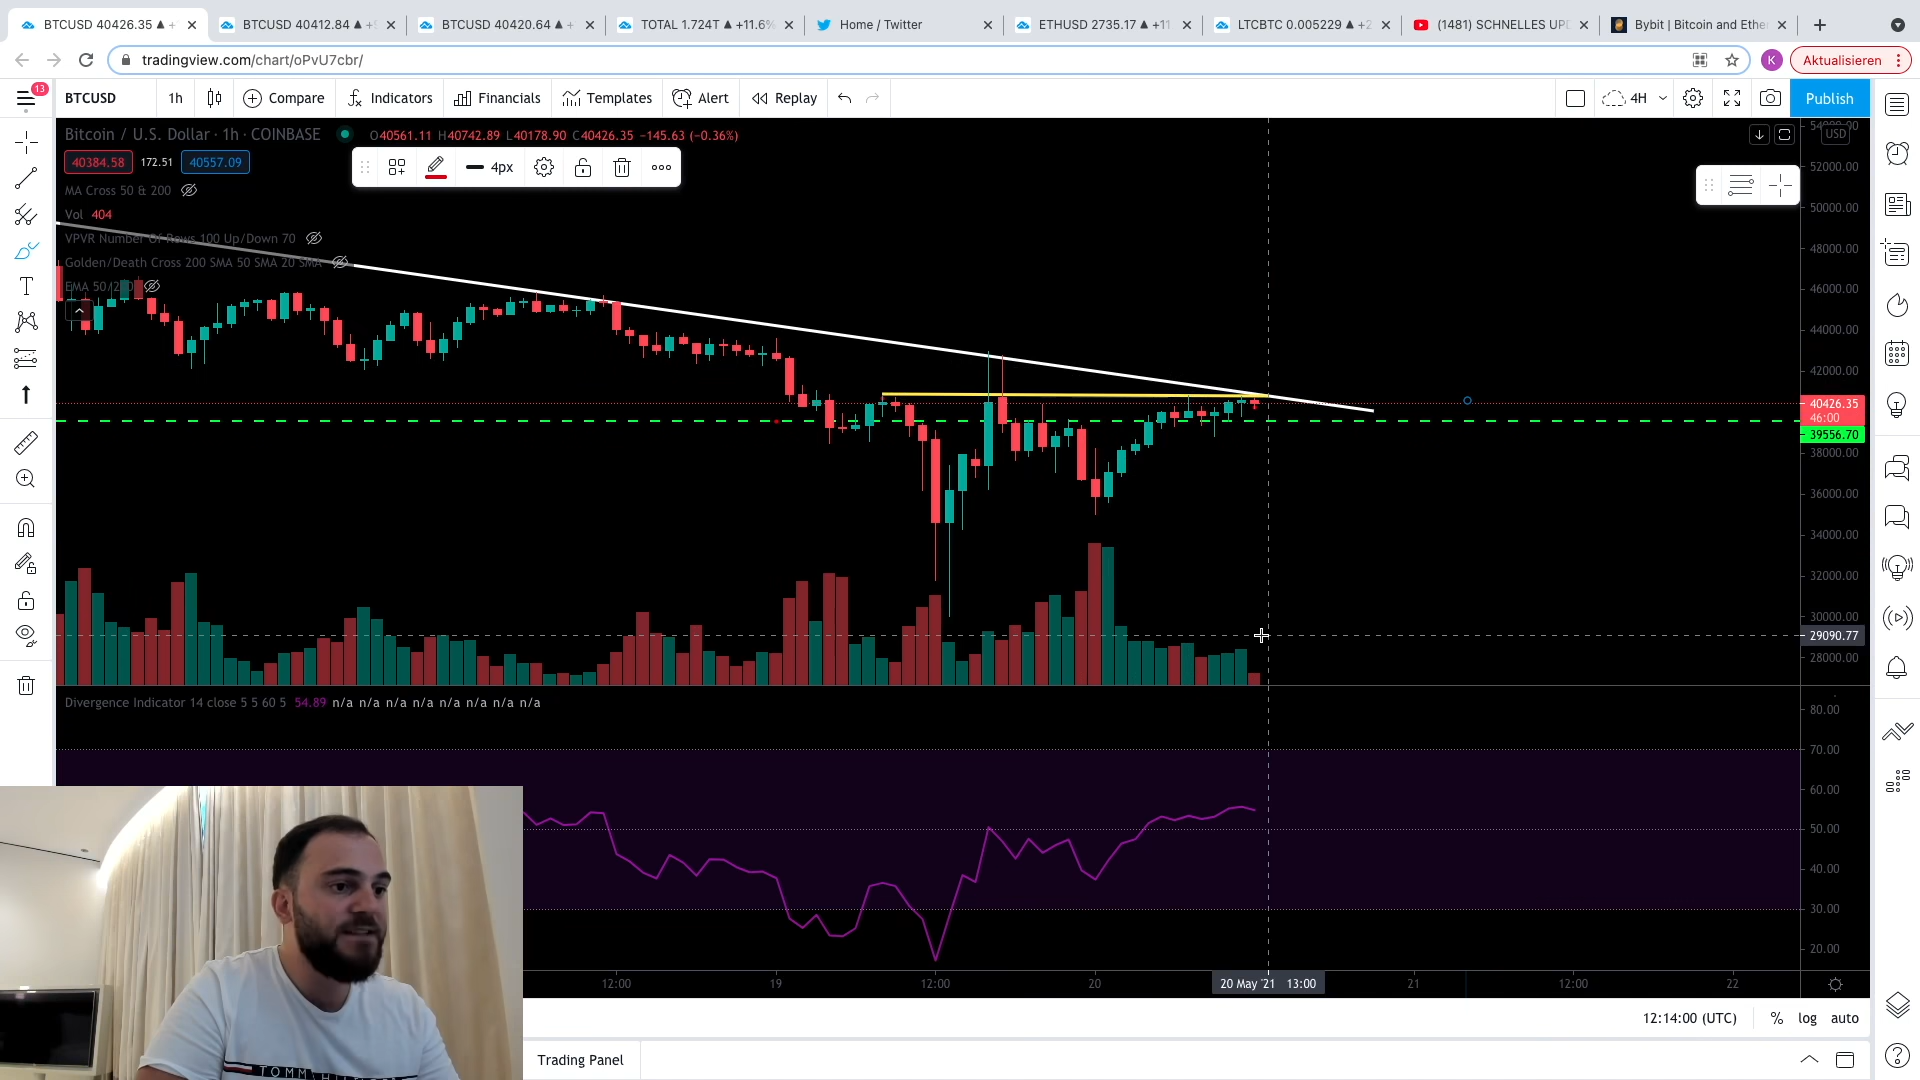 BTCUSD 40426.35 ▲ +
BTCUSD 40412.84 ▲ +
BTCUSD 40420.64 ▲ +
TOTAL 1.724T ▲ +11.6%
Home / Twitter
ETHUSD 2735.17 ▲ +11
LTCBTC 0.005229 ▲ +2
(1481) SCHNELLES UPD
Bybit | Bitcoin and Ether
tradingview.com/chart/oPvU7cbr/
K
Aktualisieren
13
BTCUSD
1h
Compare
Indicators
Financials
Templates
Alert
Replay
4H
Publish
Bitcoin / U.S. Dollar · 1h · COINBASE
O40561.11 H40742.89 L40178.90 C40426.35 −145.63 (−0.36%)
40384.58 172.51 40557.09
4px
MA Cross 50 & 200
Vol 404
VPVR Number Of Rows 100 Up/Down 70
Golden/Death Cross 200 SMA 50 SMA 20 SMA
USD
54000.00
52000.00
50000.00
48000.00
46000.00
44000.00
42000.00
40426.35
46:00
39556.70
38000.00
36000.00
34000.00
32000.00
30000.00
29090.77
28000.00
Divergence Indicator 14 close 5 5 60 5 54.89 n/a n/a n/a n/a n/a n/a n/a n/a
80.00
70.00
60.00
50.00
40.00
30.00
20.00
12:00
19
12:00
20
20 May '21 13:00
21
12:00
22
12:14:00 (UTC)
%
log
auto
Trading Panel